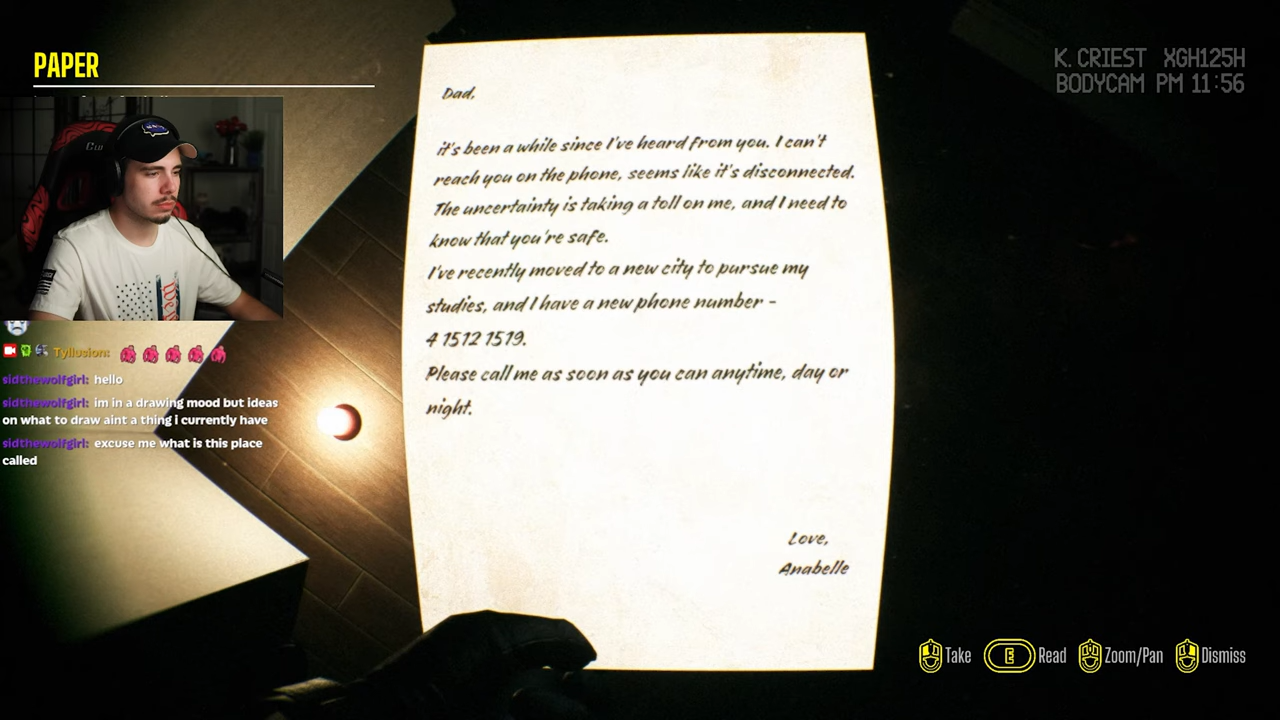 PAPER
K. CRIEST XGH125H
BODYCAM PM 11:56
Dad,
it's been a while since I've heard from you. I can't
reach you on the phone, seems like it's disconnected.
The uncertainty is taking a toll on me, and I need to
know that you're safe.
I've recently moved to a new city to pursue my
studies, and I have a new phone number -
4 1512 1519.
Please call me as soon as you can anytime, day or
night.
Love,
Anabelle
Tyllusion:
sidthewolfgirl: hello
sidthewolfgirl: im in a drawing mood but ideas
on what to draw aint a thing i currently have
sidthewolfgirl: excuse me what is this place
called
Take E Read Zoom/Pan Dismiss